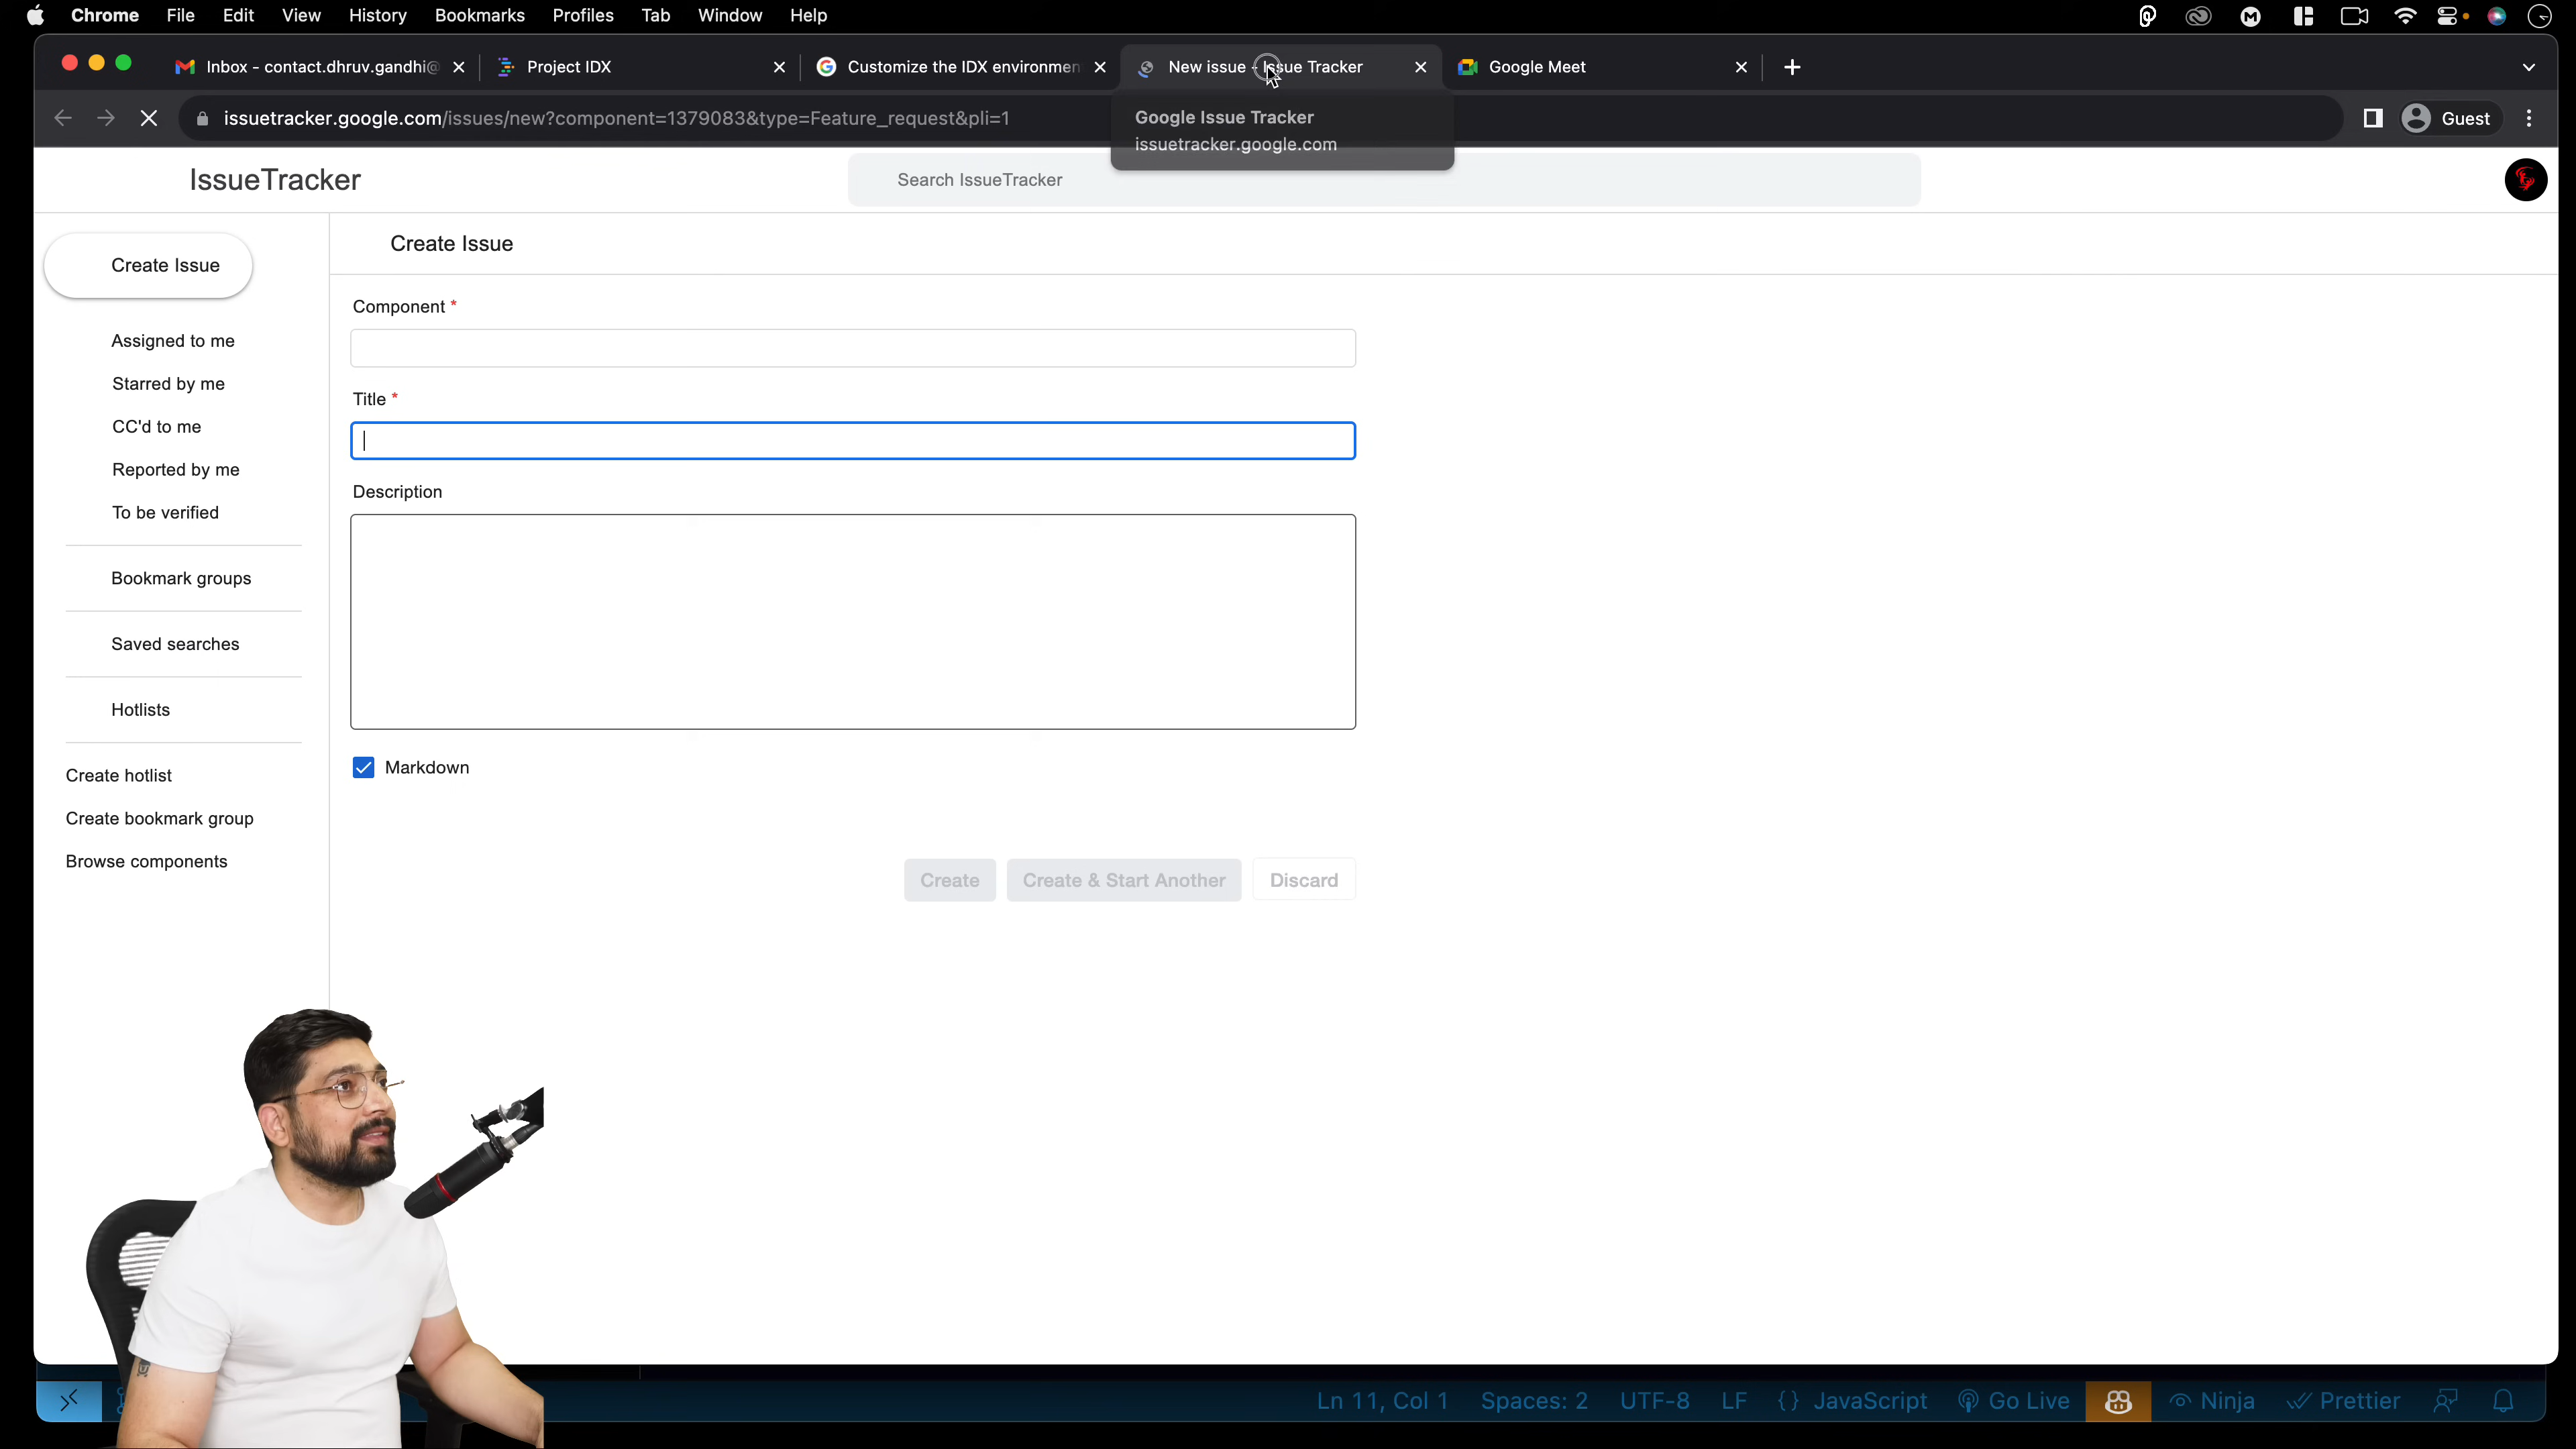 Chrome File Edit View History Bookmarks Profiles Tab Window Help
Inbox - contact.dhruv.gandhi@ Project IDX Customize the IDX environmen New issue - Issue Tracker Google Meet
issuetracker.google.com/issues/new?component=1379083&type=Feature_request&pli=1 Guest
Google Issue Tracker
issuetracker.google.com
IssueTracker Search IssueTracker
Create Issue
Assigned to me
Starred by me
CC'd to me
Reported by me
To be verified
Bookmark groups
Saved searches
Hotlists
Create hotlist
Create bookmark group
Browse components
Create Issue
Component *
Title *
Description
Markdown
Create Create & Start Another Discard
Ln 11, Col 1 Spaces: 2 UTF-8 LF {} JavaScript Go Live Ninja Prettier